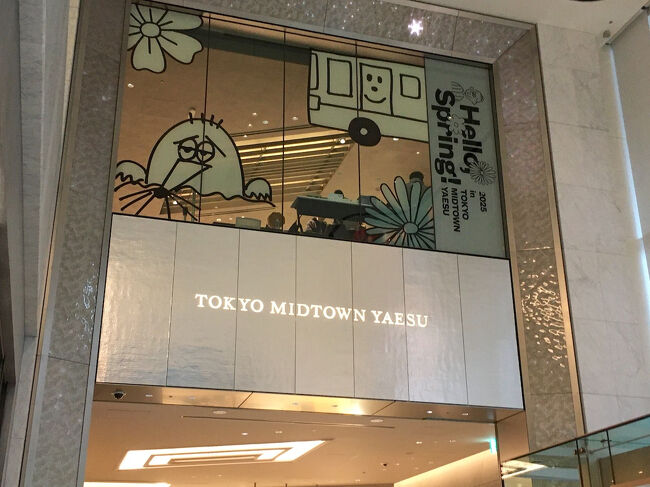 Hello,
Spring!
2025
in
TOKYO
MIDTOWN
YAESU
TOKYO MIDTOWN YAESU